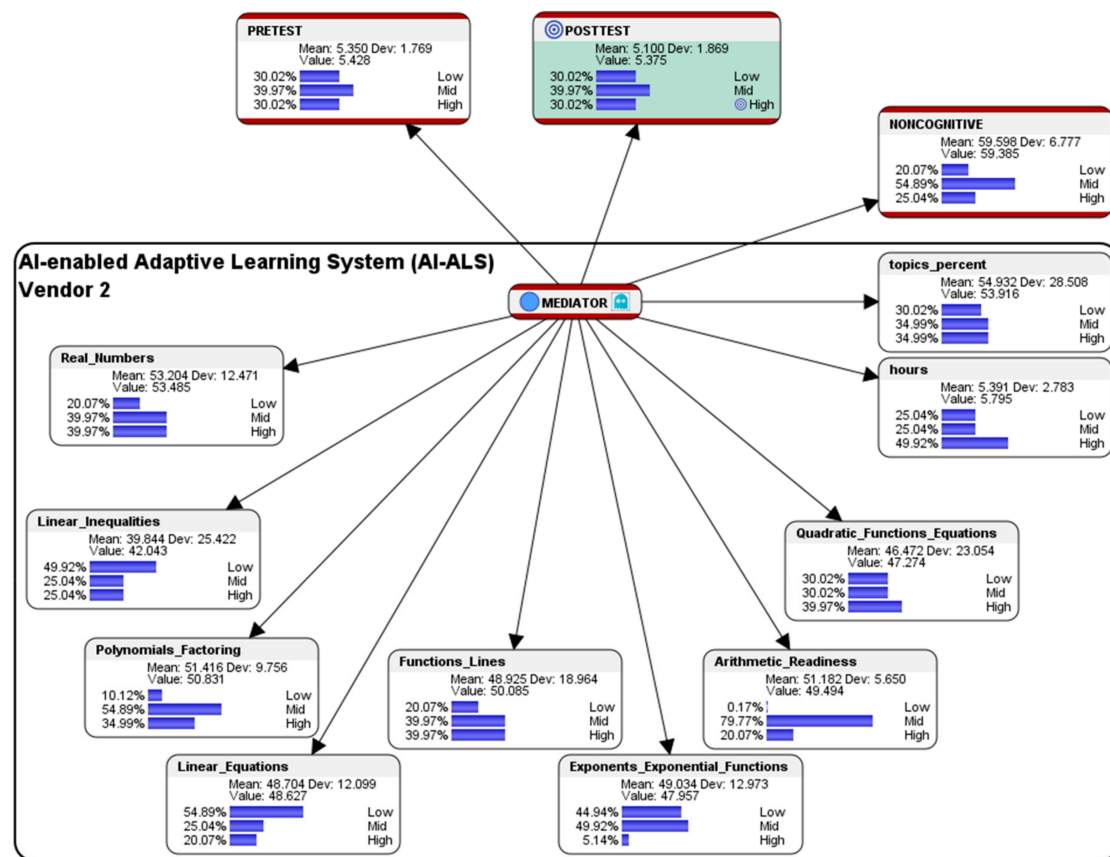 PRETEST
Mean: 5.350 Dev: 1.769
Value: 5.428
30.02% Low
39.97% Mid
30.02% High
POSTTEST
Mean: 5.100 Dev: 1.869
Value: 5.375
30.02% Low
39.97% Mid
30.02% High
NONCOGNITIVE
Mean: 59.598 Dev: 6.777
Value: 59.385
20.07% Low
54.89% Mid
25.04% High
AI-enabled Adaptive Learning System (AI-ALS)
Vendor 2
MEDIATOR
topics_percent
Mean: 54.932 Dev: 28.508
Value: 53.916
30.02% Low
34.99% Mid
34.99% High
Real_Numbers
Mean: 53.204 Dev: 12.471
Value: 53.485
20.07% Low
39.97% Mid
39.97% High
hours
Mean: 5.391 Dev: 2.783
Value: 5.795
25.04% Low
25.04% Mid
49.92% High
Linear_Inequalities
Mean: 39.844 Dev: 25.422
Value: 42.043
49.92% Low
25.04% Mid
25.04% High
Quadratic_Functions_Equations
Mean: 46.472 Dev: 23.054
Value: 47.274
30.02% Low
30.02% Mid
39.97% High
Polynomials_Factoring
Mean: 51.416 Dev: 9.756
Value: 50.831
10.12% Low
54.89% Mid
34.99% High
Functions_Lines
Mean: 48.925 Dev: 18.964
Value: 50.085
20.07% Low
39.97% Mid
39.97% High
Arithmetic_Readiness
Mean: 51.182 Dev: 5.650
Value: 49.494
0.17% Low
79.77% Mid
20.07% High
Linear_Equations
Mean: 48.704 Dev: 12.099
Value: 48.627
54.89% Low
25.04% Mid
20.07% High
Exponents_Exponential_Functions
Mean: 49.034 Dev: 12.973
Value: 47.957
44.94% Low
49.92% Mid
5.14% High